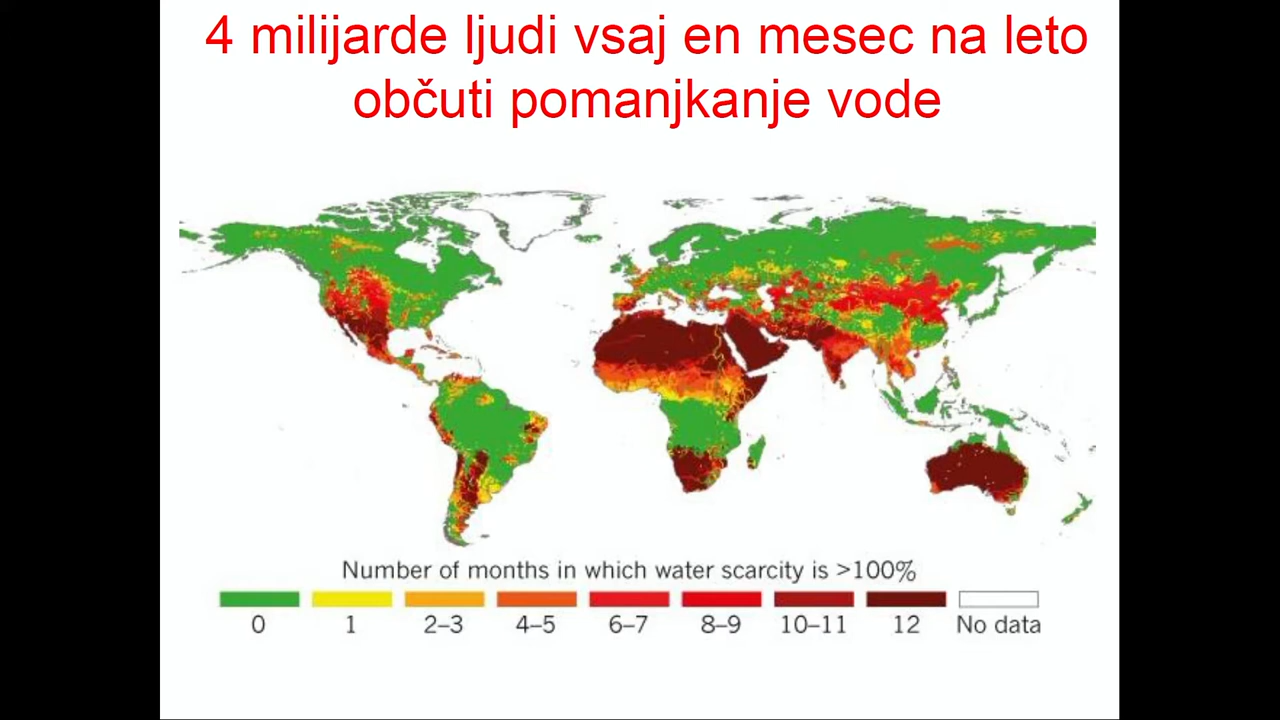 4 milijarde ljudi vsaj en mesec na leto
občuti pomanjkanje vode
Number of months in which water scarcity is >100%
0 1 2–3 4–5 6–7 8–9 10–11 12 No data